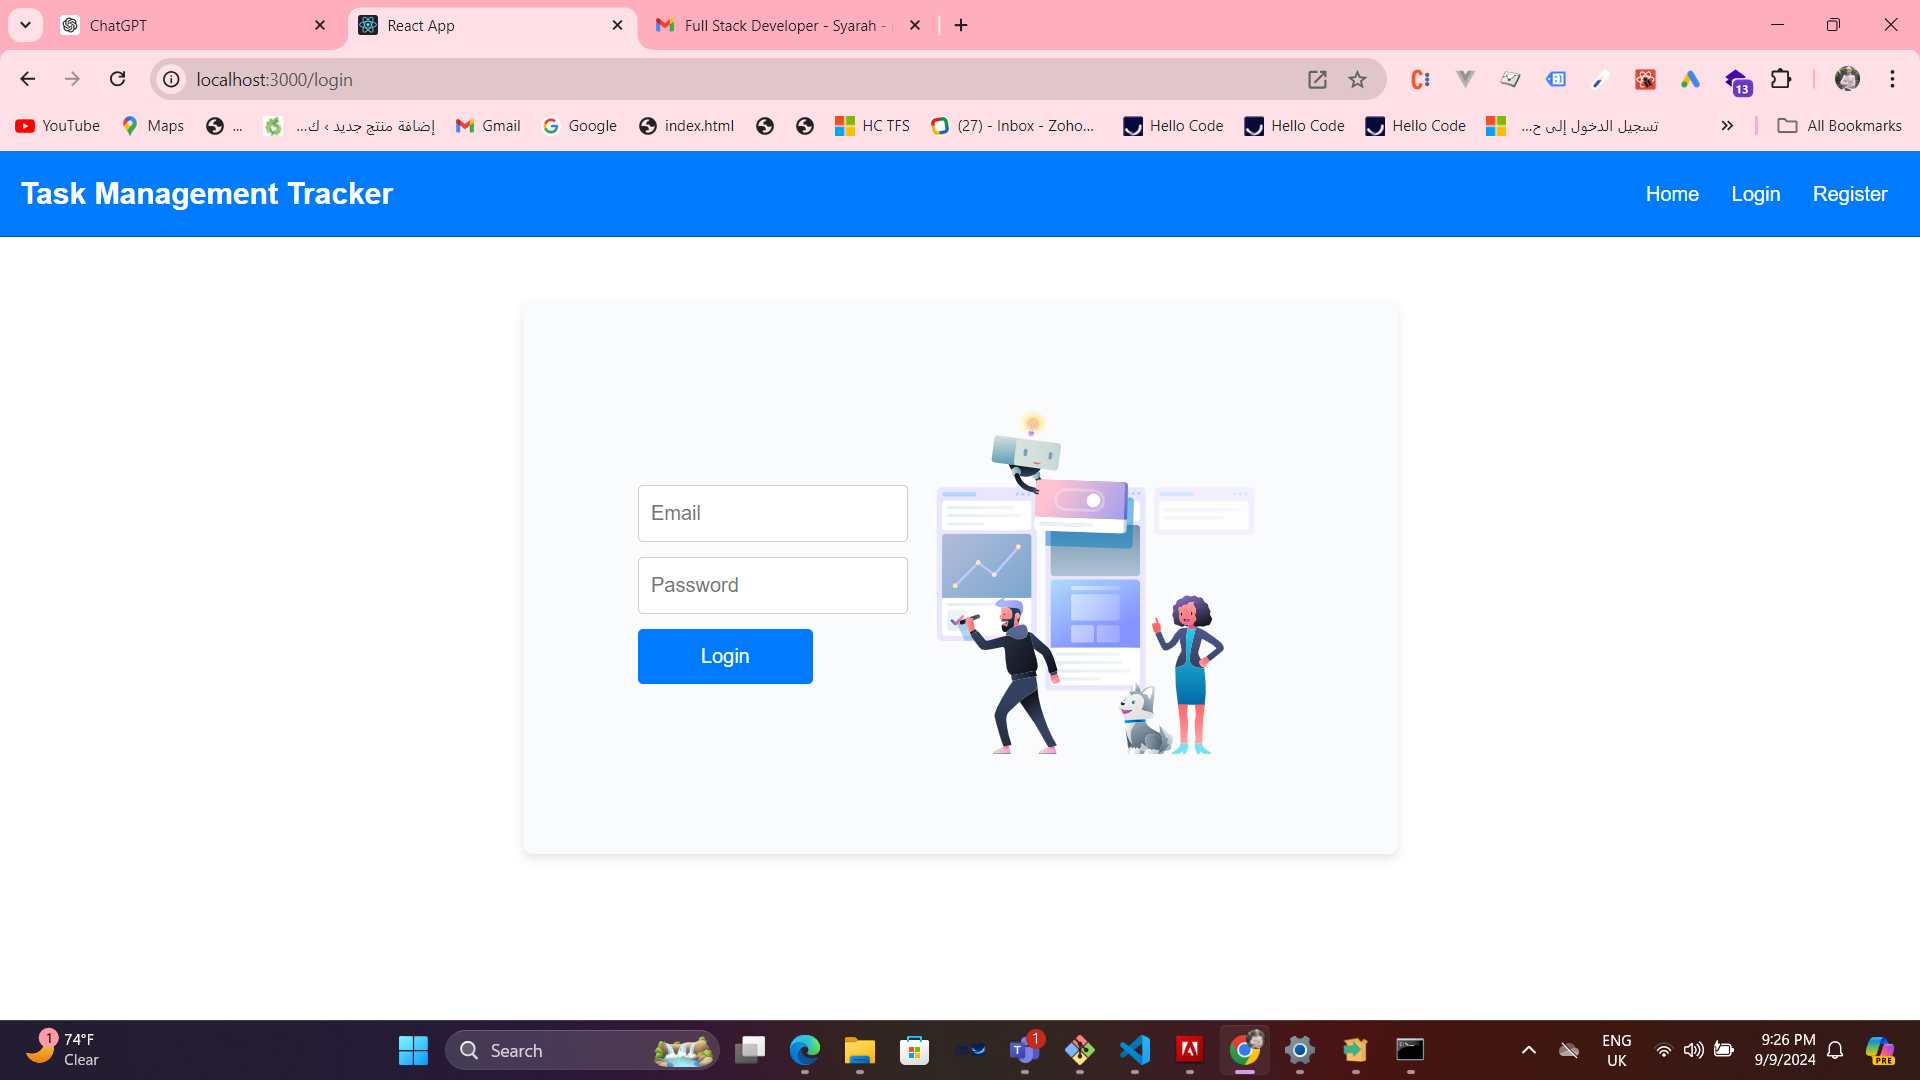 ChatGPT
React App
Full Stack Developer - Syarah -
localhost:3000/login
13
YouTube
Maps
...
إضافة منتج جديد › ك...
Gmail
Google
index.html
HC TFS
(27) - Inbox - Zoho...
Hello Code
Hello Code
Hello Code
تسجيل الدخول إلى ح...
All Bookmarks
Task Management Tracker
Home
Login
Register
Email
Password
Login
1
74°F
Clear
Search
1
PRE
ENG
UK
9:26 PM
9/9/2024